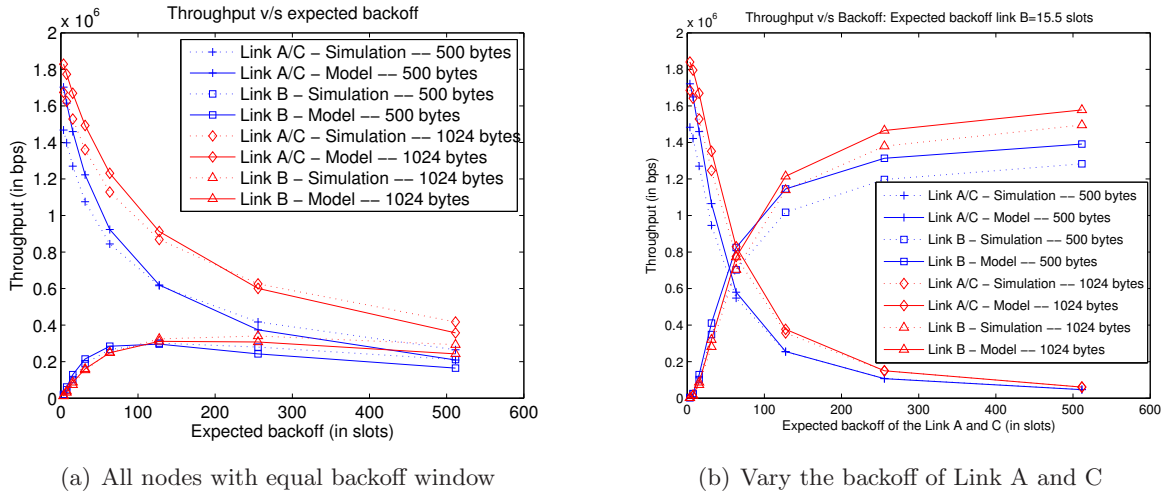 Throughput v/s expected backoff
x 10^6
2
1.8
1.6
1.4
1.2
1
0.8
0.6
0.4
0.2
0
Throughput (in bps)
Link A/C – Simulation –– 500 bytes
Link A/C – Model –– 500 bytes
Link B – Simulation –– 500 bytes
Link B – Model –– 500 bytes
Link A/C – Simulation –– 1024 bytes
Link A/C – Model –– 1024 bytes
Link B – Simulation –– 1024 bytes
Link B – Model –– 1024 bytes
0 100 200 300 400 500 600
Expected backoff (in slots)
(a) All nodes with equal backoff window
Throughput v/s Backoff: Expected backoff link B=15.5 slots
x 10^6
2
1.8
1.6
1.4
1.2
1
0.8
0.6
0.4
0.2
0
Throughput (in bps)
Link A/C – Simulation –– 500 bytes
Link A/C – Model –– 500 bytes
Link B – Simulation –– 500 bytes
Link B – Model –– 500 bytes
Link A/C – Simulation –– 1024 bytes
Link A/C – Model –– 1024 bytes
Link B – Simulation –– 1024 bytes
Link B – Model –– 1024 bytes
0 100 200 300 400 500 600
Expected backoff of the Link A and C (in slots)
(b) Vary the backoff of Link A and C